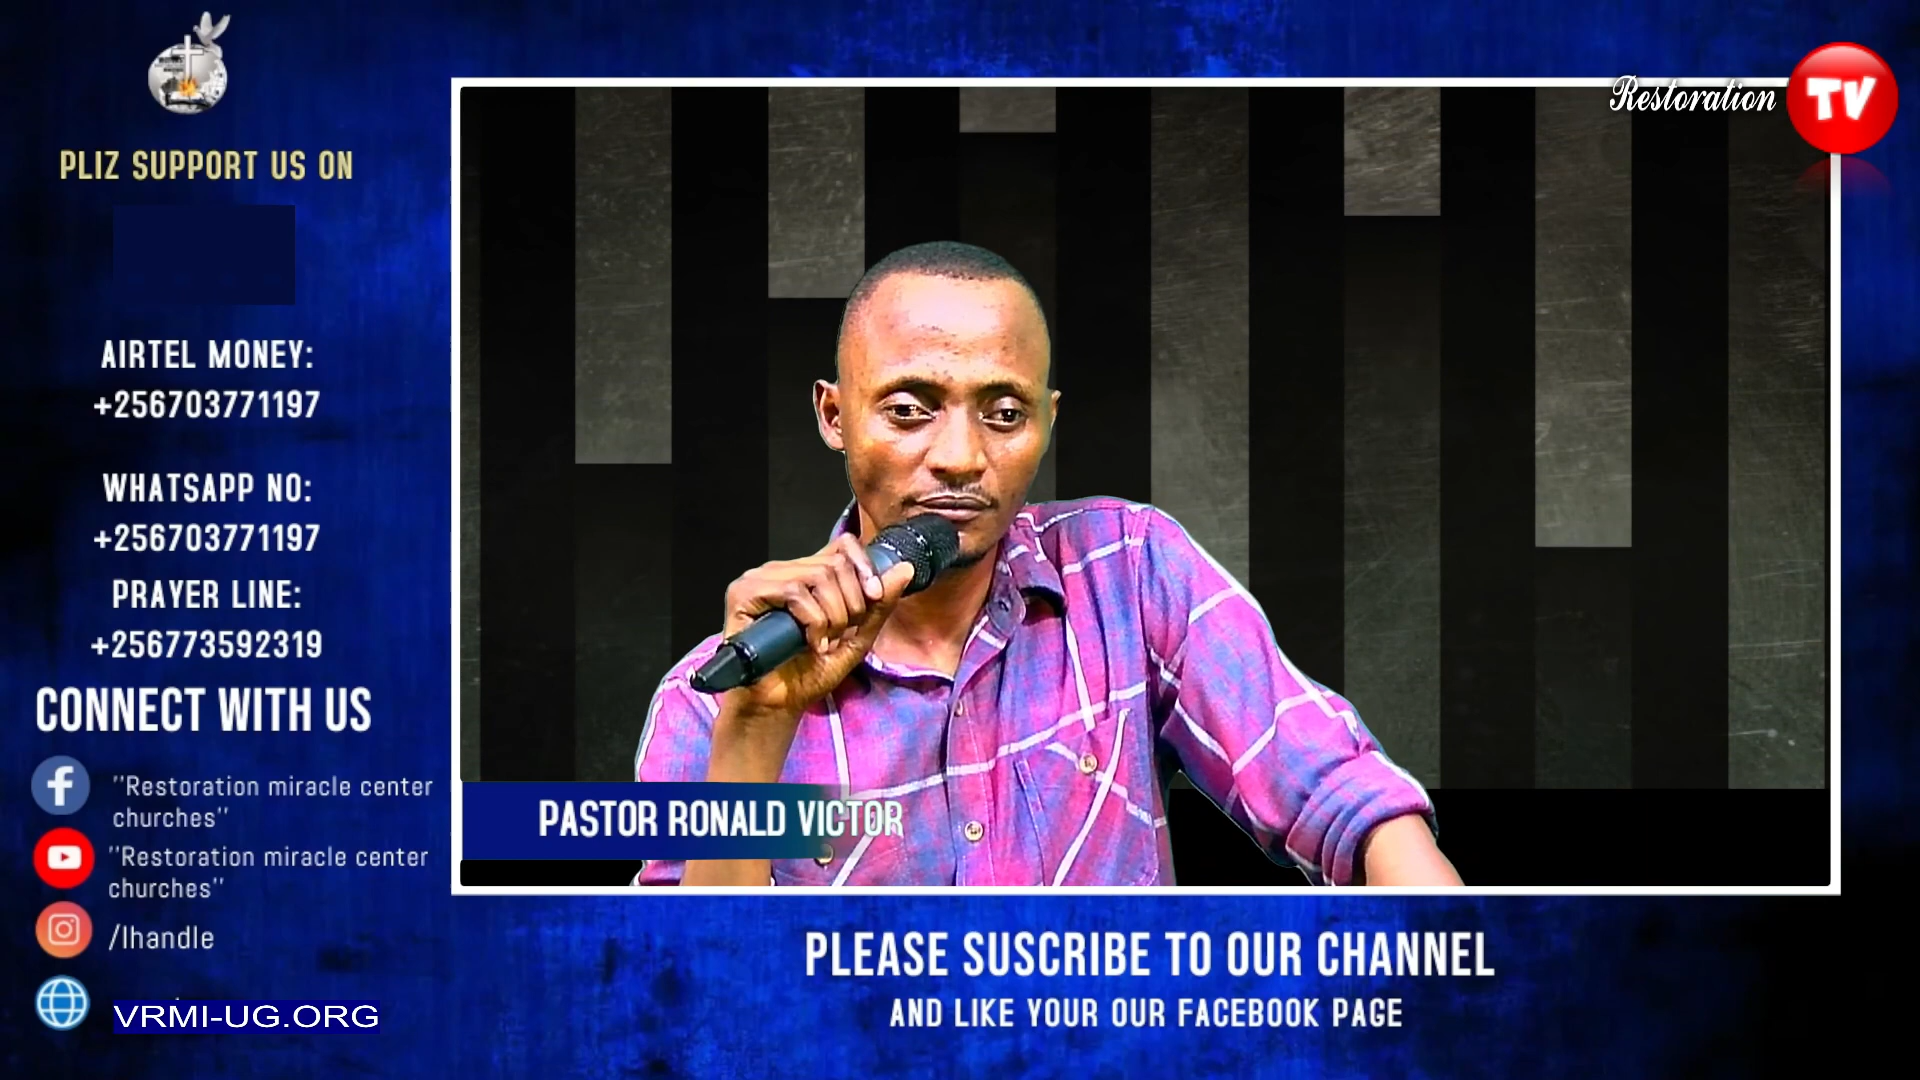 PLIZ SUPPORT US ON
AIRTEL MONEY:
+256703771197
WHATSAPP NO:
+256703771197
PRAYER LINE:
+256773592319
CONNECT WITH US
"Restoration miracle center
churches"
"Restoration miracle center
churches"
/Ihandle
VRMI-UG.ORG
Restoration TV
PASTOR RONALD VICTOR
PLEASE SUSCRIBE TO OUR CHANNEL
AND LIKE YOUR OUR FACEBOOK PAGE